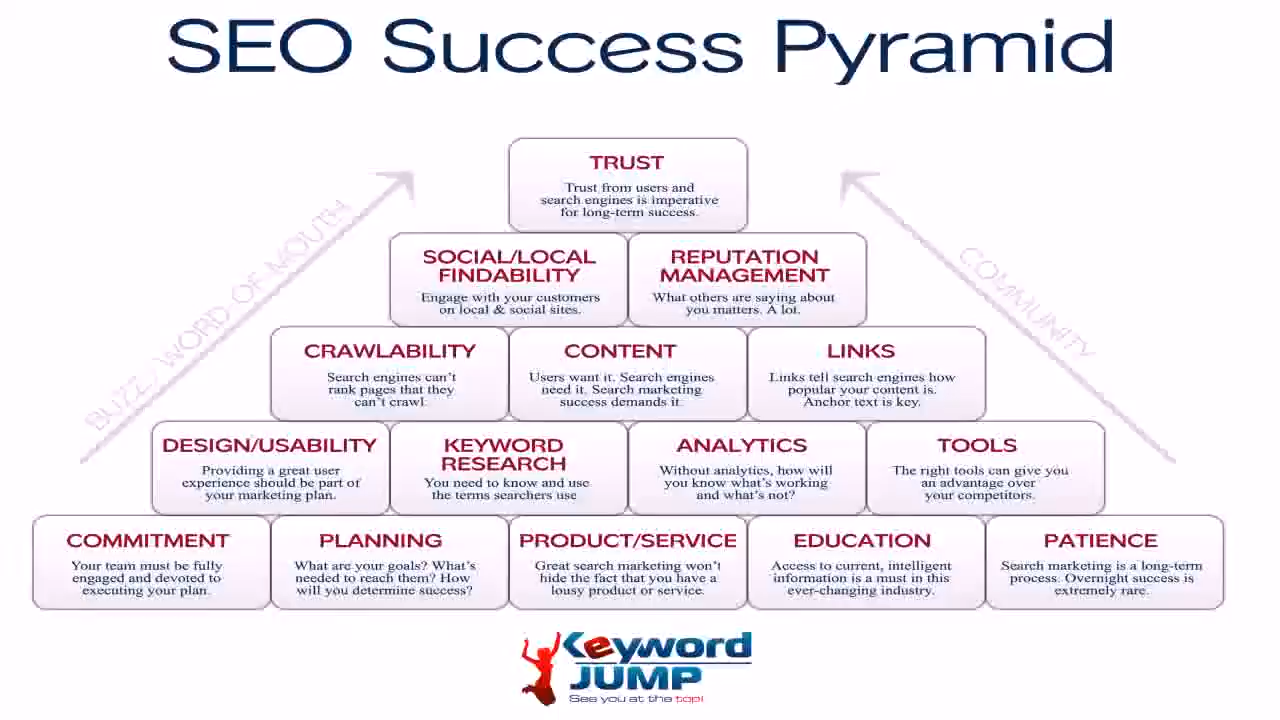 SEO Success Pyramid
TRUST
Trust from users and
search engines is imperative
for long-term success.
BUZZ/WORD OF MOUTH
COMMUNITY
SOCIAL/LOCAL
FINDABILITY
Engage with your customers
on local & social sites.
REPUTATION
MANAGEMENT
What others are saying about
you matters. A lot.
CRAWLABILITY
Search engines can't
rank pages that they
can't crawl.
CONTENT
Users want it. Search engines
need it. Search marketing
success demands it.
LINKS
Links tell search engines how
popular your content is.
Anchor text is key.
DESIGN/USABILITY
Providing a great user
experience should be part of
your marketing plan.
KEYWORD
RESEARCH
You need to know and use
the terms searchers use
ANALYTICS
Without analytics, how will
you know what's working
and what's not?
TOOLS
The right tools can give you
an advantage over
your competitors.
COMMITMENT
Your team must be fully
engaged and devoted to
executing your plan.
PLANNING
What are your goals? What's
needed to reach them? How
will you determine success?
PRODUCT/SERVICE
Great search marketing won't
hide the fact that you have a
lousy product or service.
EDUCATION
Access to current, intelligent
information is a must in this
ever-changing industry.
PATIENCE
Search marketing is a long-term
process. Overnight success is
extremely rare.
Keyword
JUMP
See you at the top!